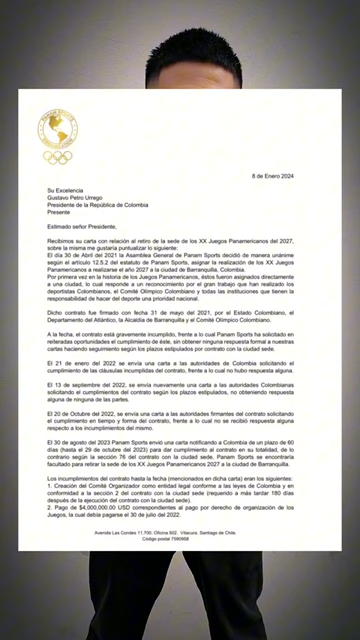 PANAM SPORTS
8 de Enero 2024
Su Excelencia
Gustavo Petro Urrego
Presidente de la República de Colombia
Presente
Estimado señor Presidente,
Recibimos su carta con relación al retiro de la sede de los XX Juegos Panamericanos del 2027,
sobre la misma me gustaría puntualizar lo siguiente:
El día 30 de Abril del 2021 la Asamblea General de Panam Sports decidió de manera unánime
según el artículo 12.5.2 del estatuto de Panam Sports, asignar la realización de los XX Juegos
Panamericanos a realizarse el año 2027 a la ciudad de Barranquilla, Colombia.
Por primera vez en la historia de los Juegos Panamericanos, éstos fueron asignados directamente
a una ciudad, lo cual responde a un reconocimiento por el gran trabajo que han realizado los
deportistas Colombianos, el Comité Olímpico Colombiano y todas las instituciones que tienen la
responsabilidad de hacer del deporte una prioridad nacional.
Dicho contrato fue firmado con fecha 31 de mayo del 2021, por el Estado Colombiano, el
Departamento del Atlántico, la Alcaldía de Barranquilla y el Comité Olímpico Colombiano.
A la fecha, el contrato está gravemente incumplido, frente a lo cual Panam Sports ha solicitado en
reiteradas oportunidades el cumplimiento de éste, sin obtener ninguna respuesta formal a nuestras
cartas haciendo seguimiento según los plazos estipulados por contrato con la ciudad sede.
El 21 de enero de 2022 se envía una carta a las autoridades de Colombia solicitando el
cumplimiento de las cláusulas incumplidas del contrato, frente a lo cual no hubo respuesta alguna.
El 13 de septiembre del 2022, se envía nuevamente una carta a las autoridades Colombianas
solicitando el cumplimientos del contrato según los plazos estipulados, no obteniendo respuesta
alguna de ninguna de las partes.
El 20 de Octubre del 2022, se envía una carta a las autoridades firmantes del contrato solicitando
el cumplimiento en tiempo y forma del contrato, frente a lo cual no se recibió respuesta alguna
respecto a los incumplimientos del mismo.
El 30 de agosto del 2023 Panam Sports envió una carta notificando a Colombia de un plazo de 60
días (hasta el 29 de octubre del 2023) para dar cumplimiento al contrato en su totalidad, de lo
contrario según la sección 76 del contrato con la ciudad sede, Panam Sports se encontraría
facultado para retirar la sede de los XX Juegos Panamericanos 2027 a la ciudad de Barranquilla.
Los incumplimientos del contrato hasta la fecha (mencionados en dicha carta) eran los siguientes:
1. Creación del Comité Organizador como entidad legal conforme a las leyes de Colombia y en
conformidad a la sección 2 del contrato con la ciudad sede (requerido a más tardar 180 días
después de la ejecución del contrato con la ciudad sede).
2. Pago de $4,000,000.00 USD correspondientes al pago por derecho de organización de los
Juegos, la cual debía pagarse el 30 de julio del 2022.
Avenida Las Condes 11,700. Oficina 502. Vitacura. Santiago de Chile.
Código postal 7590958